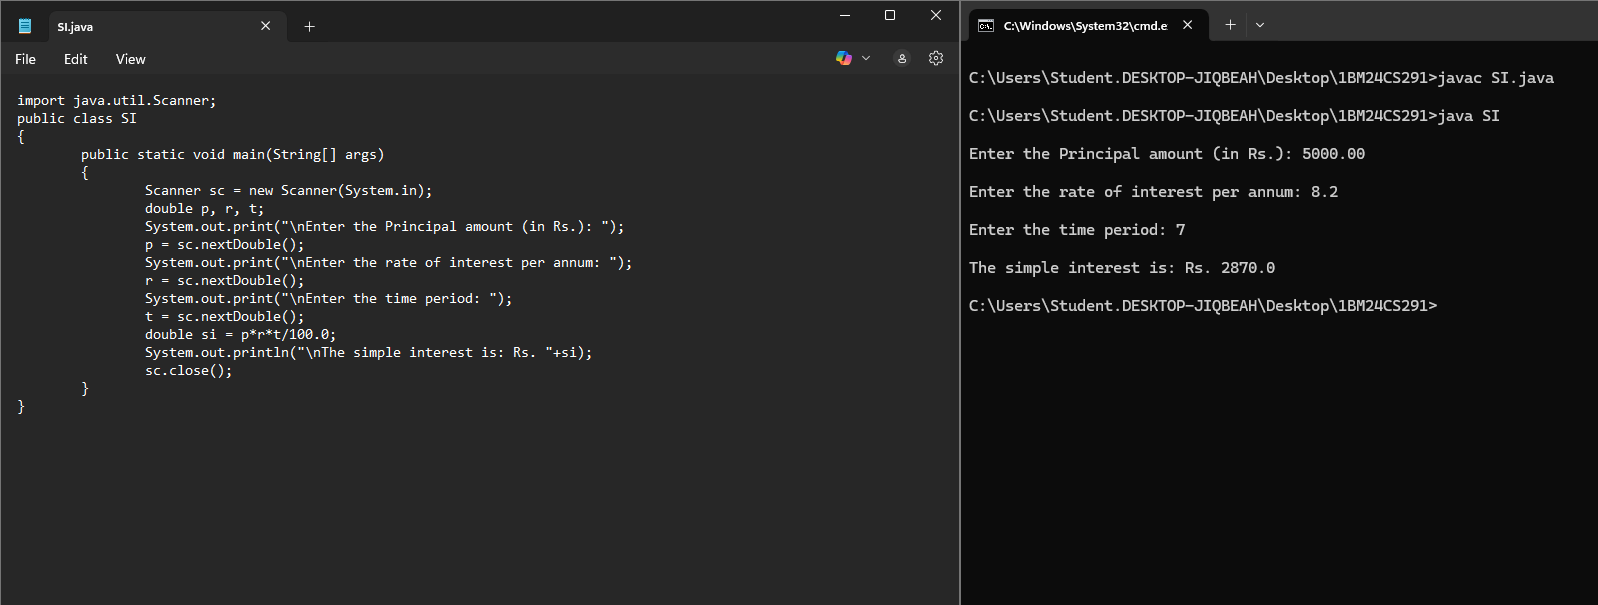 SI.java
File Edit View
import java.util.Scanner;
public class SI
{
        public static void main(String[] args)
        {
                Scanner sc = new Scanner(System.in);
                double p, r, t;
                System.out.print("\nEnter the Principal amount (in Rs.): ");
                p = sc.nextDouble();
                System.out.print("\nEnter the rate of interest per annum: ");
                r = sc.nextDouble();
                System.out.print("\nEnter the time period: ");
                t = sc.nextDouble();
                double si = p*r*t/100.0;
                System.out.println("\nThe simple interest is: Rs. "+si);
                sc.close();
        }
}
C:\Windows\System32\cmd.e
C:\Users\Student.DESKTOP-JIQBEAH\Desktop\1BM24CS291>javac SI.java
C:\Users\Student.DESKTOP-JIQBEAH\Desktop\1BM24CS291>java SI
Enter the Principal amount (in Rs.): 5000.00
Enter the rate of interest per annum: 8.2
Enter the time period: 7
The simple interest is: Rs. 2870.0
C:\Users\Student.DESKTOP-JIQBEAH\Desktop\1BM24CS291>